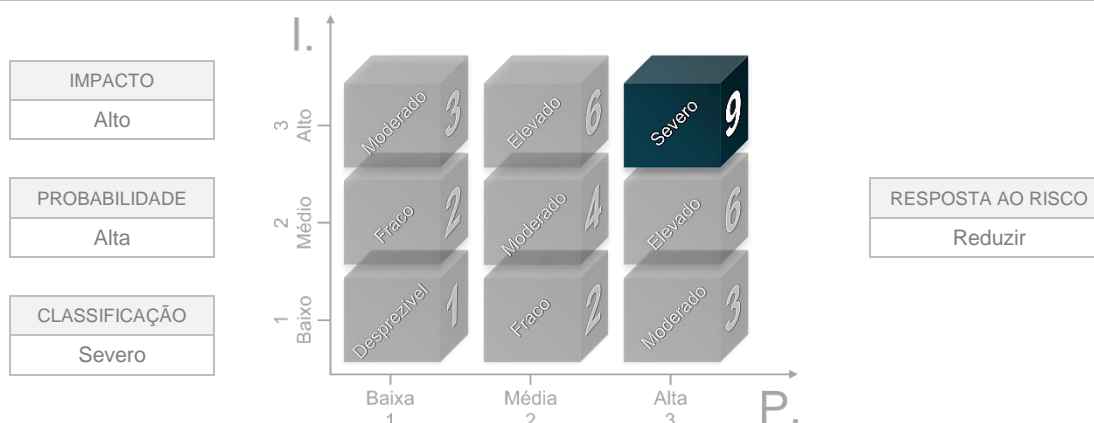 IMPACTO
Alto
PROBABILIDADE
Alta
CLASSIFICAÇÃO
Severo
I.
3
Alto
Moderado 3
Elevado 6
Severo 9
2
Médio
Fraco 2
Moderado 4
Elevado 6
1
Baixo
Desprezível 1
Fraco 2
Moderado 3
Baixa
1
Média
2
Alta
3
P.
RESPOSTA AO RISCO
Reduzir